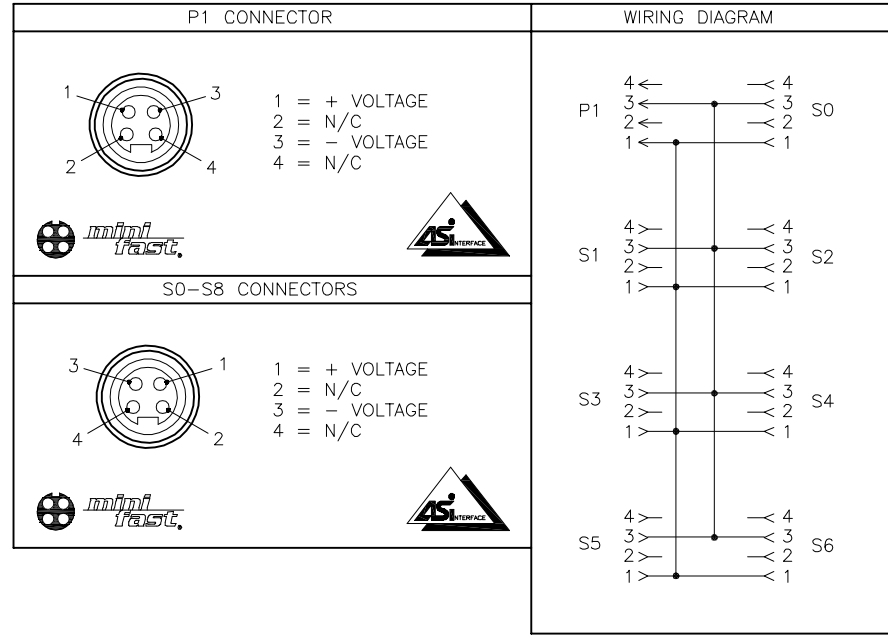 P1 CONNECTOR
1
3
2
4
1 = + VOLTAGE
2 = N/C
3 = - VOLTAGE
4 = N/C
mini
fast®
ASi INTERFACE
S0-S8 CONNECTORS
3
1
4
2
1 = + VOLTAGE
2 = N/C
3 = - VOLTAGE
4 = N/C
mini
fast®
ASi INTERFACE
WIRING DIAGRAM
4 4
P1 3 3 S0
2 2
1 1
4 4
S1 3 3 S2
2 2
1 1
4 4
S3 3 3 S4
2 2
1 1
4 4
S5 3 3 S6
2 2
1 1